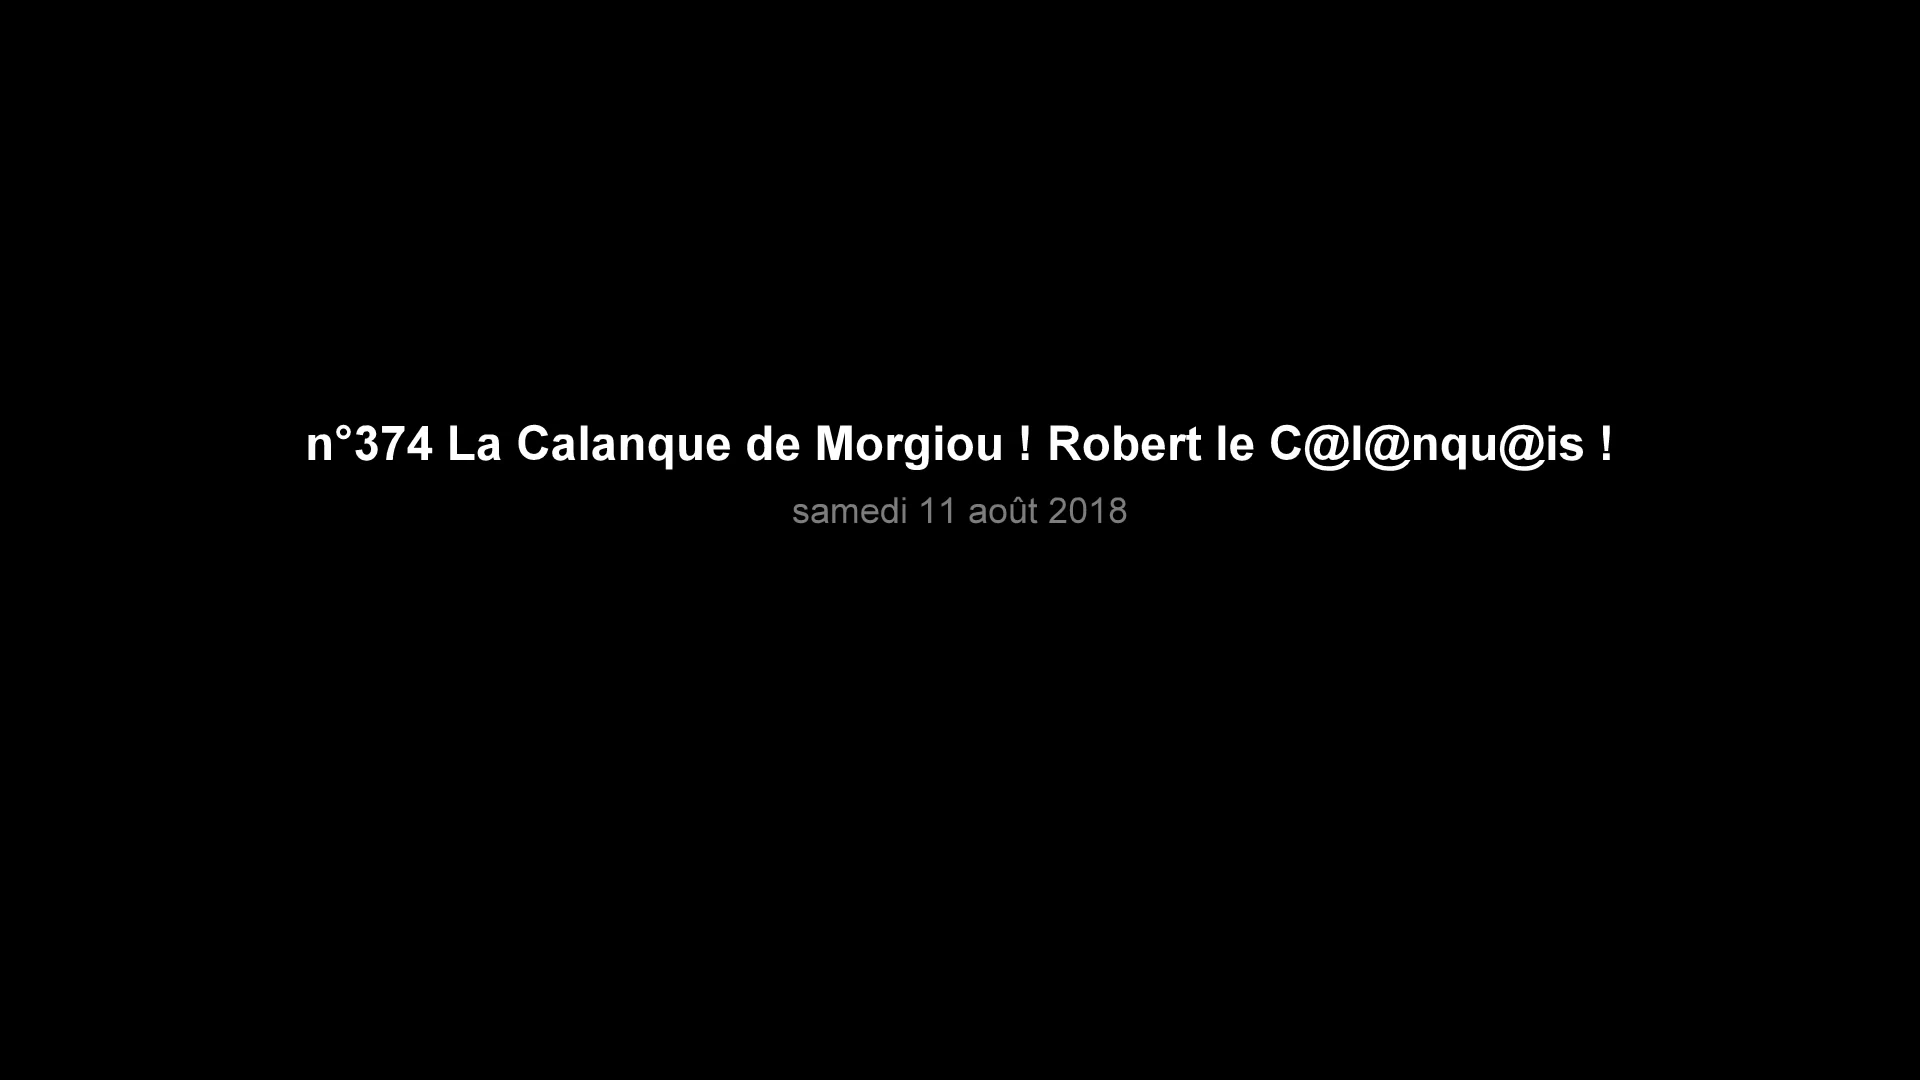 n°374 La Calanque de Morgiou ! Robert le C@l@nqu@is !
samedi 11 août 2018